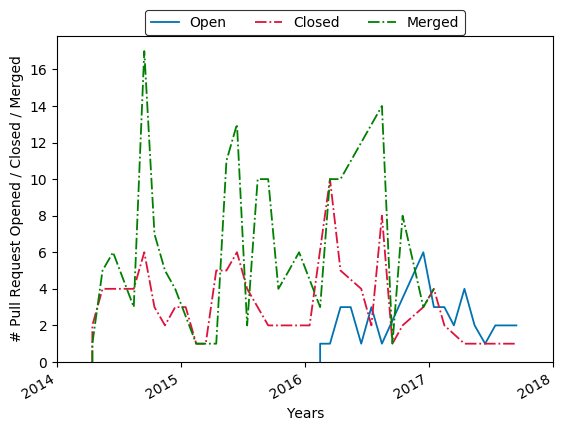 Open Closed Merged
# Pull Request Opened / Closed / Merged
16
14
12
10
8
6
4
2
0
2014 2015 2016 2017 2018
Years